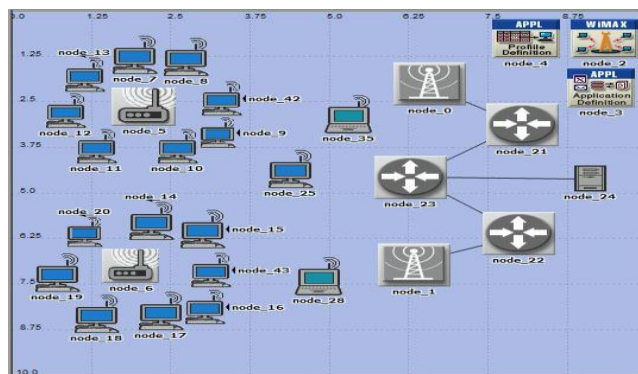 0.0 1.25 2.5 3.75 5.0 6.25 7.5 8.75
APPL
Profile
Definition
node_4
WiMAX
node_2
node_13
1.25
node_7
node_8
APPL
Application
Definition
node_3
2.5
node_42
node_5
node_0
node_12
node_9
node_35
node_21
3.75
node_11
node_10
node_25
5.0
node_14
node_23
node_24
node_20
node_15
6.25
node_43
node_22
node_6
7.5
node_19
node_28
node_16
node_1
node_18
node_17
8.75
10.0